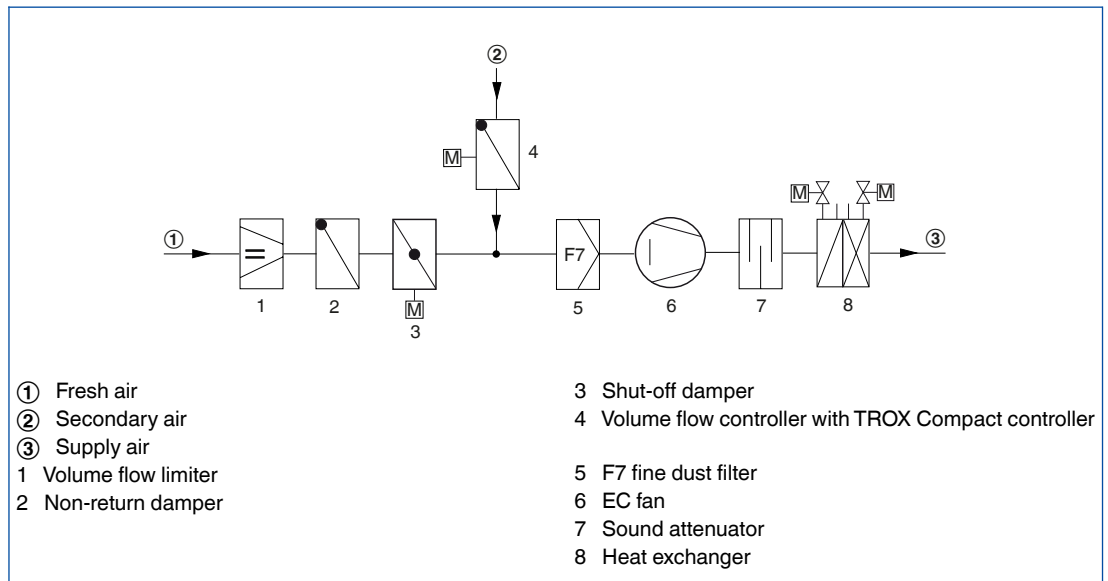 ②
M
4
M
M
①
F7
③
1
2
M
3
5
6
7
8
① Fresh air
② Secondary air
③ Supply air
1 Volume flow limiter
2 Non-return damper
3 Shut-off damper
4 Volume flow controller with TROX Compact controller
5 F7 fine dust filter
6 EC fan
7 Sound attenuator
8 Heat exchanger